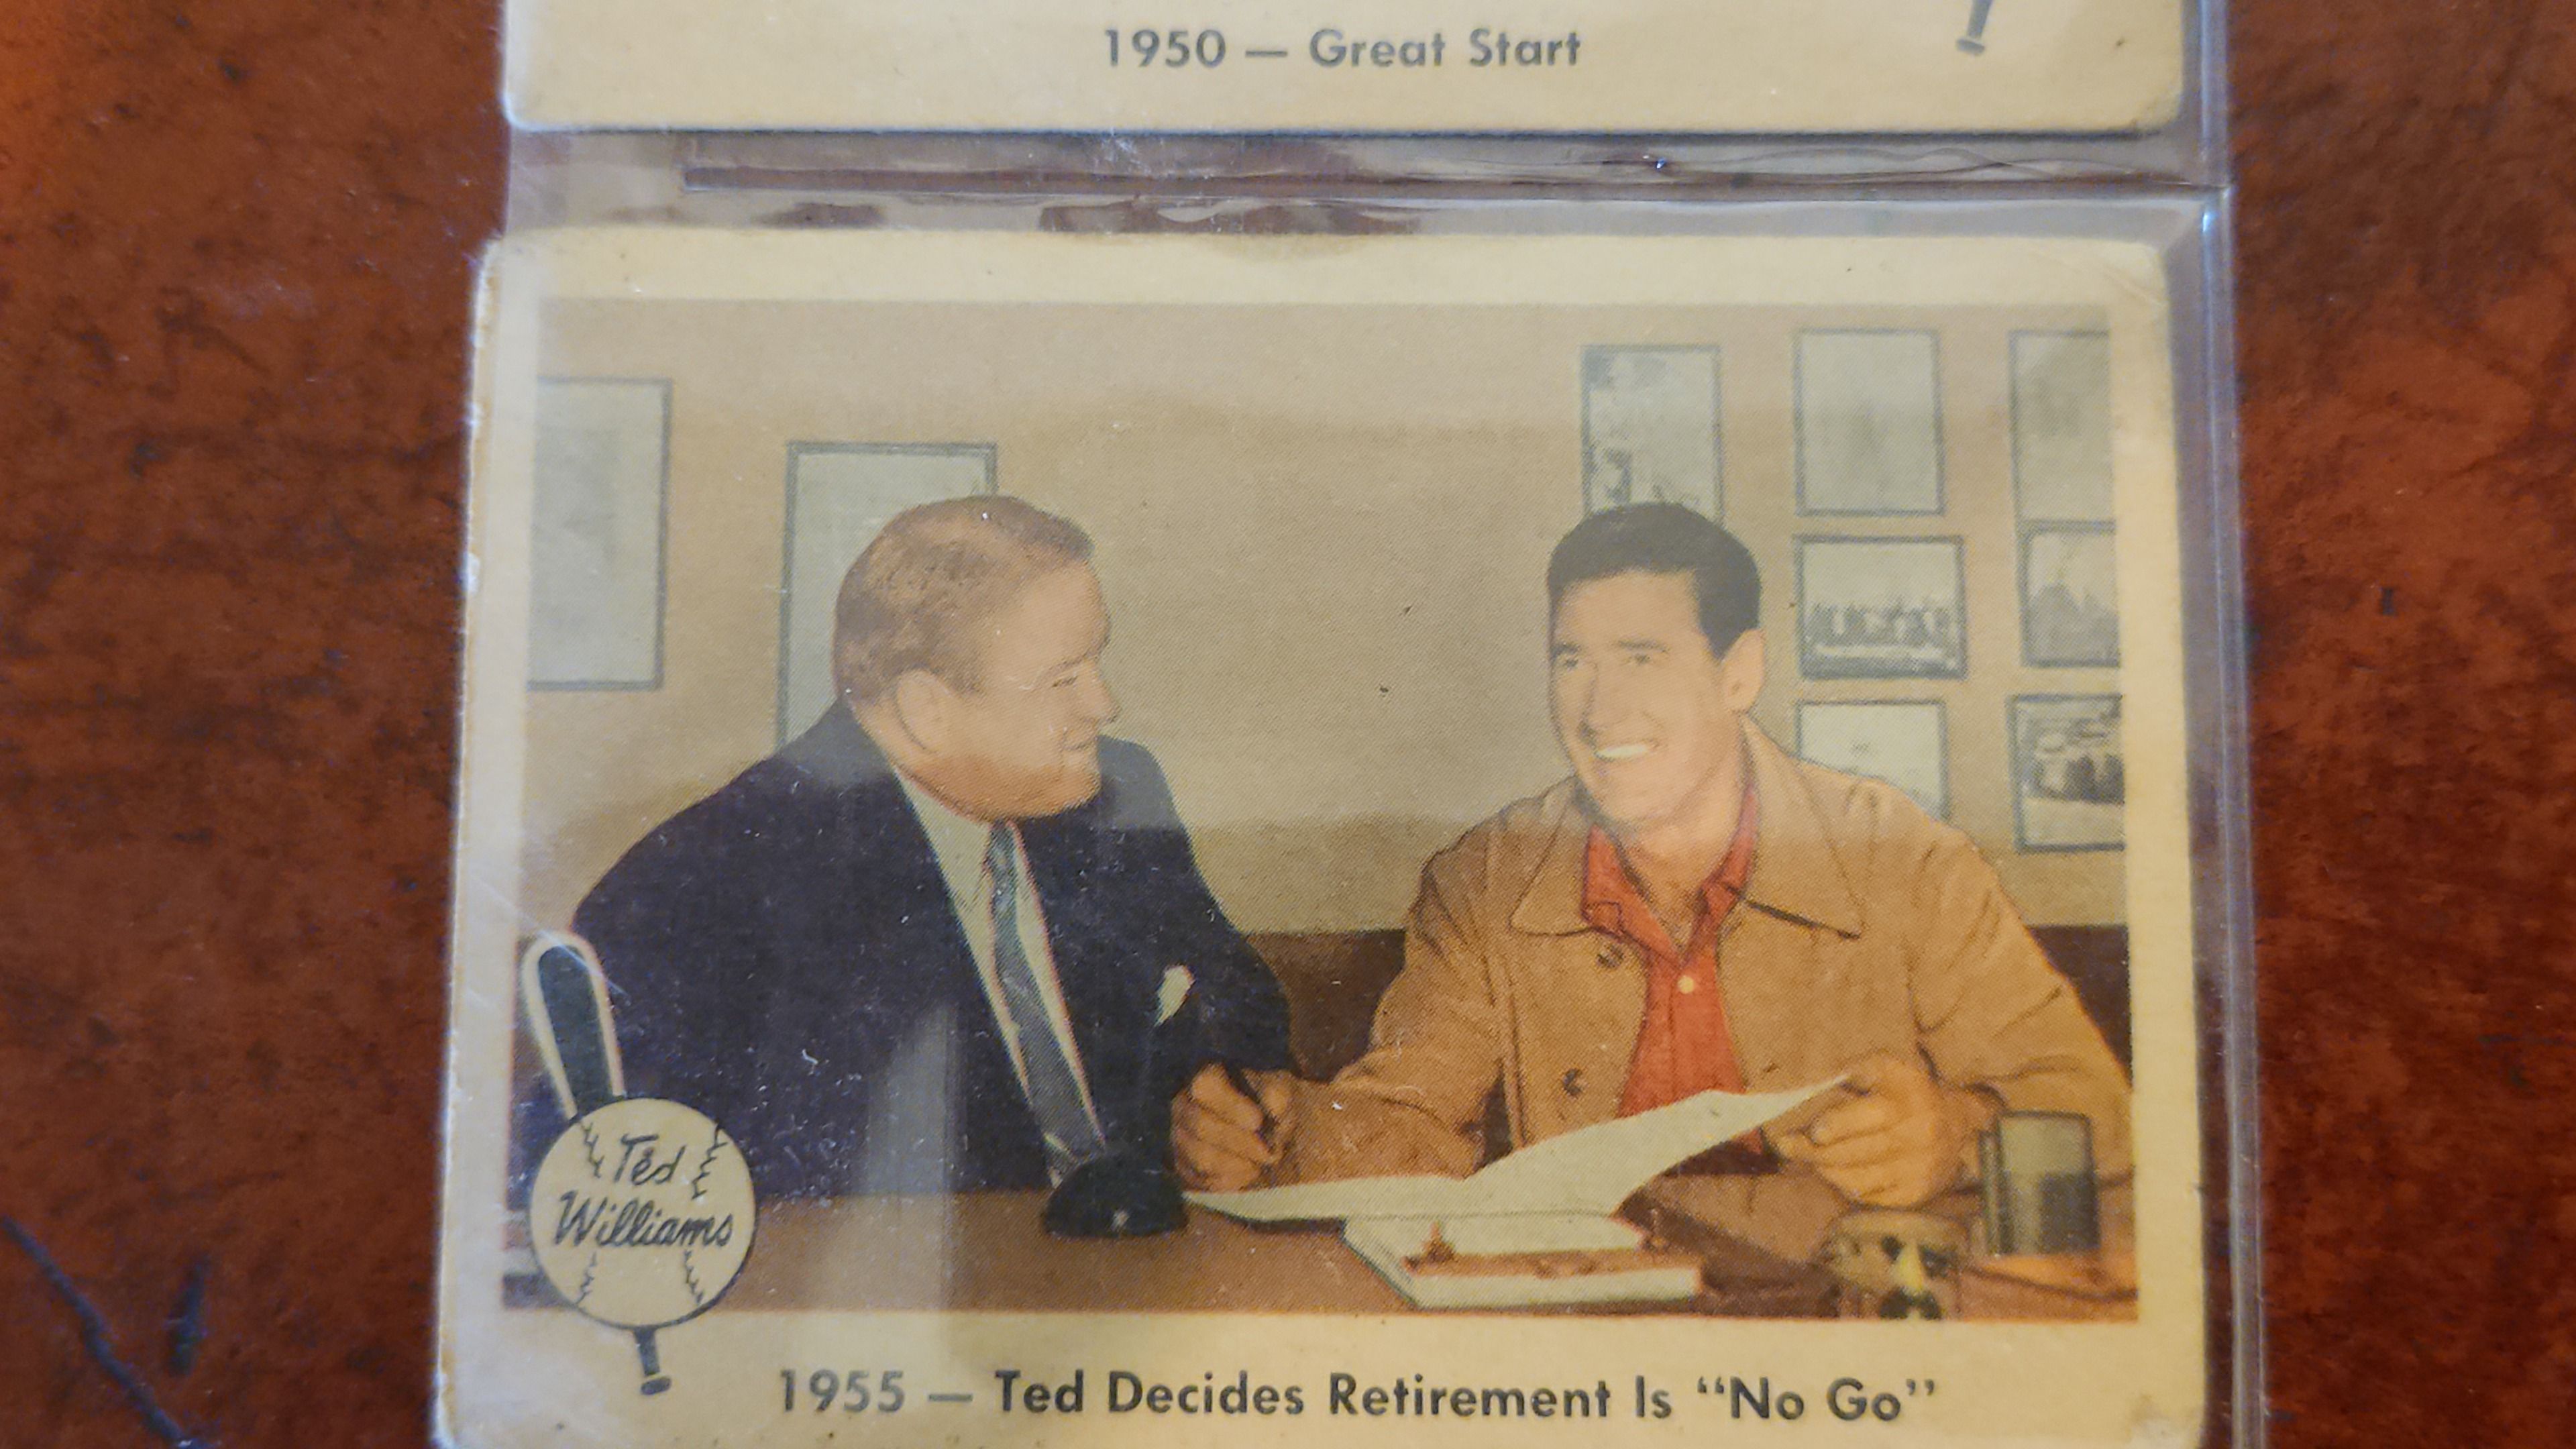 1950 — Great Start
Ted
Williams
1955 — Ted Decides Retirement Is “No Go”